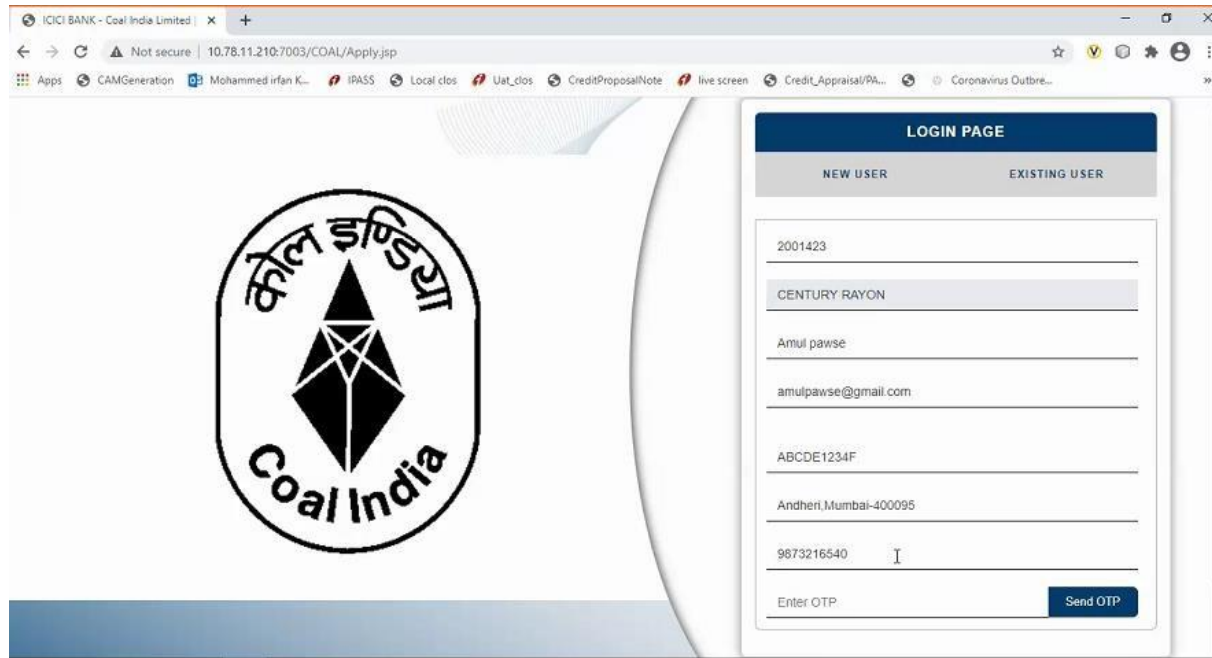 ICICI BANK - Coal India Limited |
Not secure | 10.78.11.210:7003/COAL/Apply.jsp
Apps CAMGeneration Mohammed irfan K... IPASS Local clos Uat_clos CreditProposalNote live screen Credit_Appraisal/PA... Coronavirus Outbre... »
LOGIN PAGE
NEW USER EXISTING USER
कोल इण्डिया
Coal India
2001423
CENTURY RAYON
Amul pawse
amulpawse@gmail.com
ABCDE1234F
Andheri,Mumbai-400095
9873216540
Enter OTP Send OTP